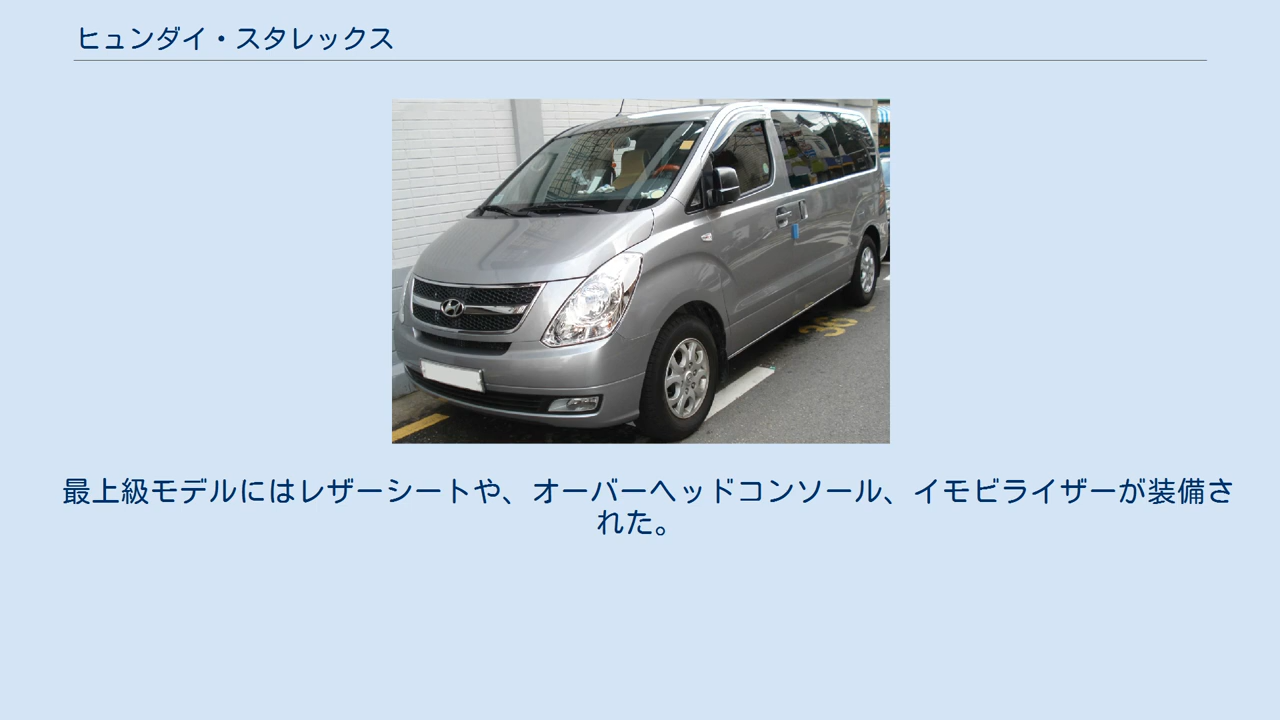 ヒュンダイ・スタレックス
36
最上級モデルにはレザーシートや、オーバーヘッドコンソール、イモビライザーが装備さ
れた。